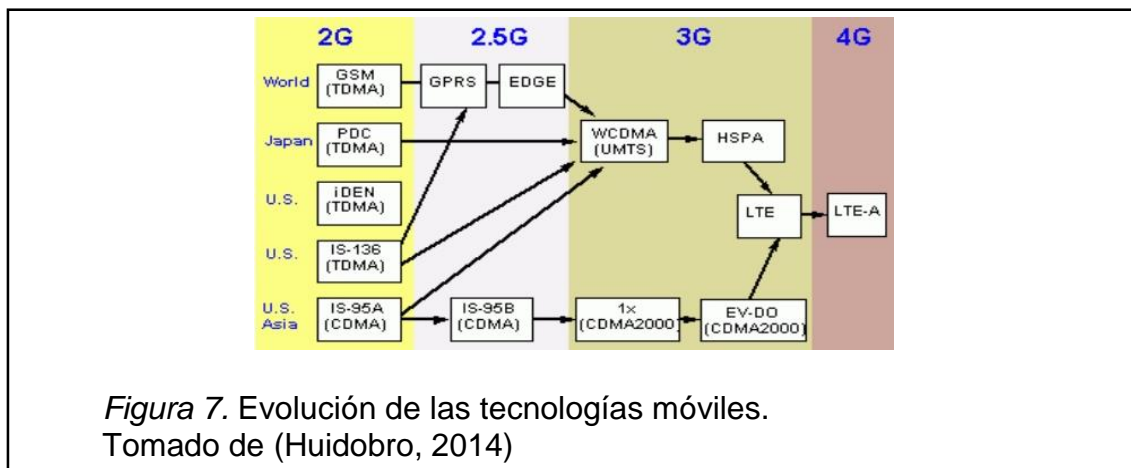 2G 2.5G 3G 4G
World GSM GPRS EDGE
(TDMA)
Japan PDC WCDMA HSPA
(TDMA) (UMTS)
U.S. iDEN LTE LTE-A
(TDMA)
U.S. IS-136
(TDMA)
U.S. IS-95A IS-95B 1x EV-DO
Asia (CDMA) (CDMA) (CDMA2000) (CDMA2000)
Figura 7. Evolución de las tecnologías móviles.
Tomado de (Huidobro, 2014)